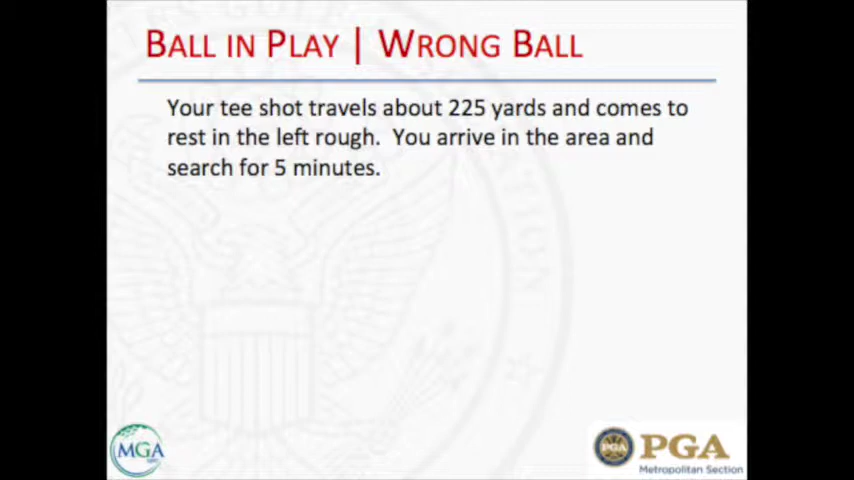 BALL IN PLAY | WRONG BALL
Your tee shot travels about 225 yards and comes to
rest in the left rough. You arrive in the area and
search for 5 minutes.
MGA
PGA
PGA
Metropolitan Section